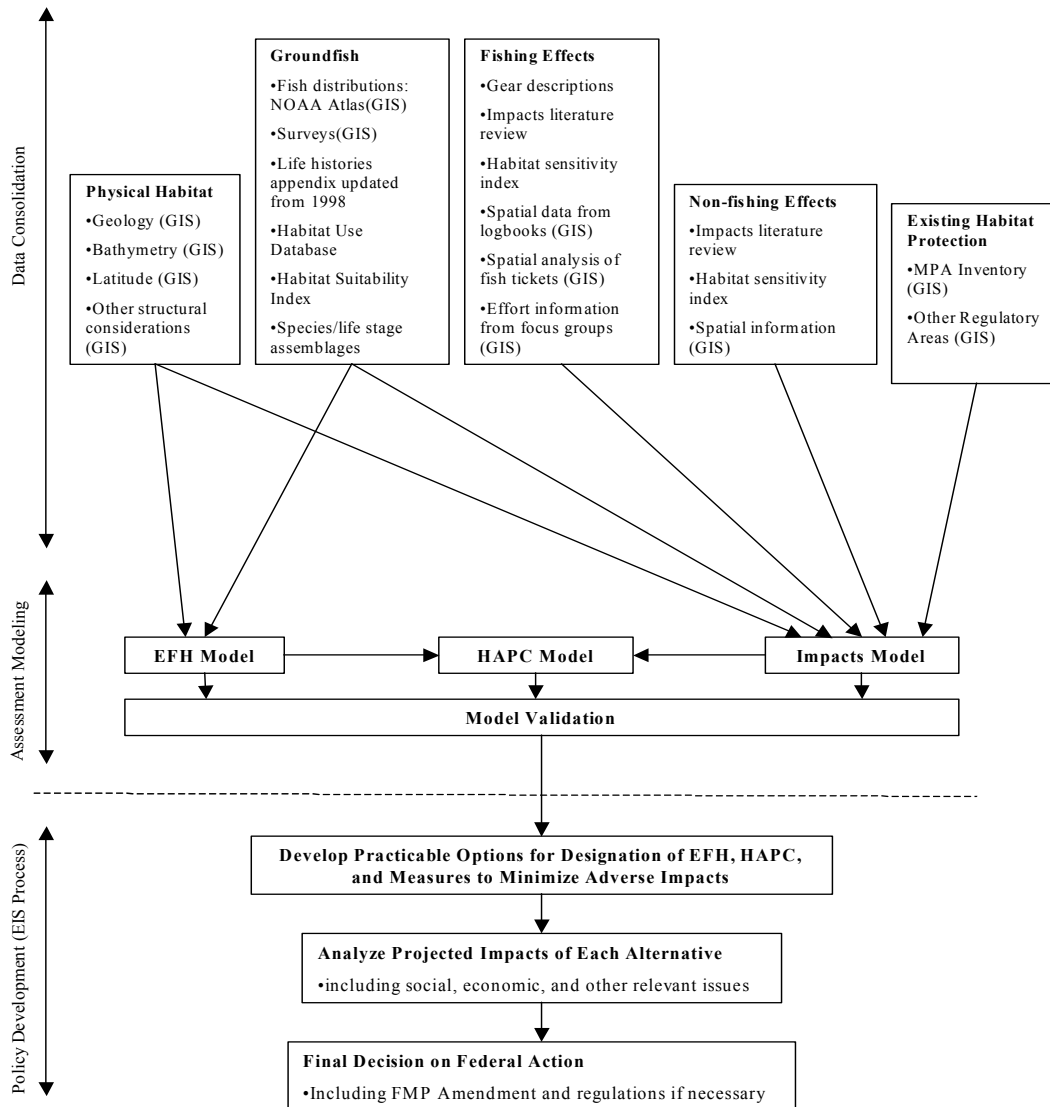 Data Consolidation
Physical Habitat
•Geology (GIS)
•Bathymetry (GIS)
•Latitude (GIS)
•Other structural
considerations
(GIS)
Groundfish
•Fish distributions:
NOAA Atlas(GIS)
•Surveys(GIS)
•Life histories
appendix updated
from 1998
•Habitat Use
Database
•Habitat Suitability
Index
•Species/life stage
assemblages
Fishing Effects
•Gear descriptions
•Impacts literature
review
•Habitat sensitivity
index
•Spatial data from
logbooks (GIS)
•Spatial analysis of
fish tickets (GIS)
•Effort information
from focus groups
(GIS)
Non-fishing Effects
•Impacts literature
review
•Habitat sensitivity
index
•Spatial information
(GIS)
Existing Habitat
Protection
•MPA Inventory
(GIS)
•Other Regulatory
Areas (GIS)
Assessment Modeling
EFH Model
HAPC Model
Impacts Model
Model Validation
Policy Development (EIS Process)
Develop Practicable Options for Designation of EFH, HAPC,
and Measures to Minimize Adverse Impacts
Analyze Projected Impacts of Each Alternative
•including social, economic, and other relevant issues
Final Decision on Federal Action
•Including FMP Amendment and regulations if necessary